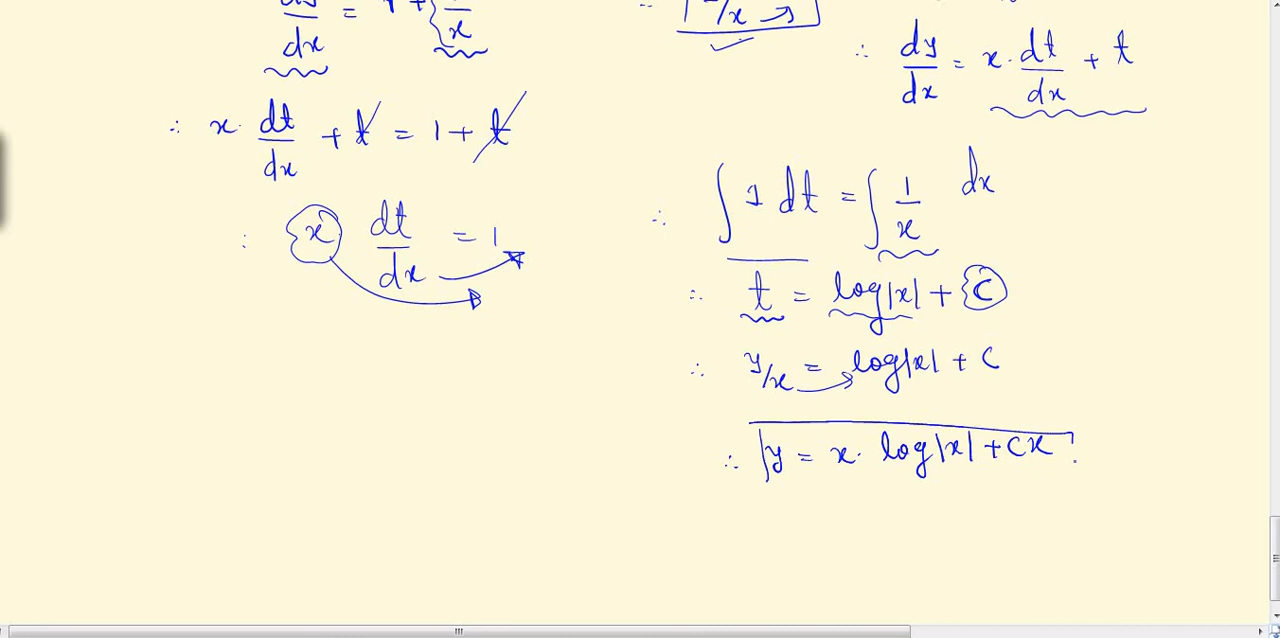 dy/dx = 1 + y/x
∴ x · dt/dx + t = 1 + t
: x dt/dx = 1
y/x →
∴ dy/dx = x · dt/dx + t
∴ ∫ 1 dt = ∫ 1/x dx
∴ t = log|x| + C
∴ y/x = log|x| + C
∴ y = x · log|x| + Cx